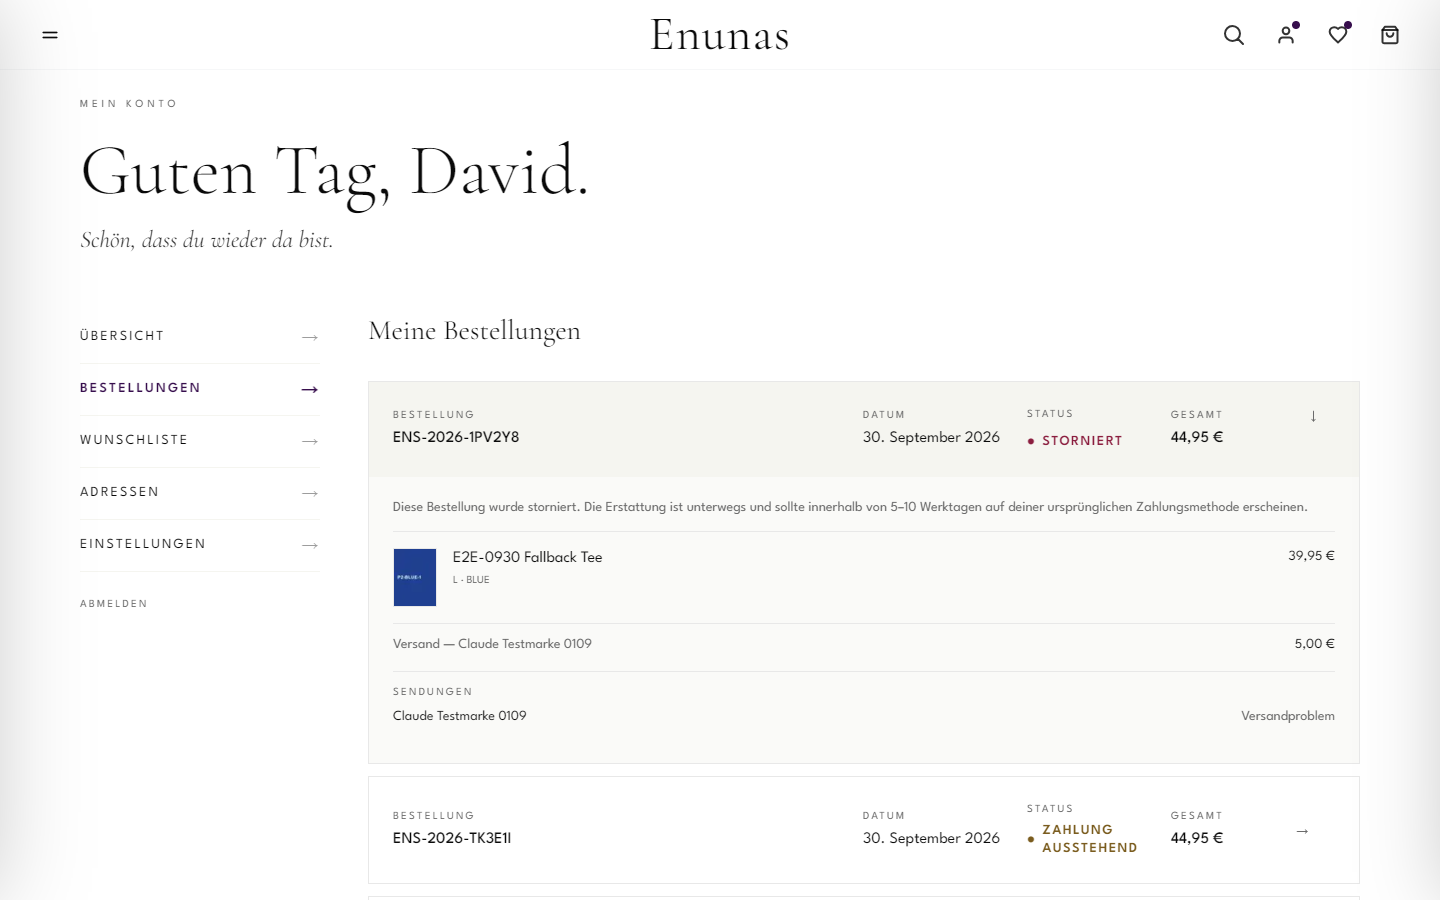 Enunas
MEIN KONTO
Guten Tag, David.
Schön, dass du wieder da bist.
ÜBERSICHT →
BESTELLUNGEN →
WUNSCHLISTE →
ADRESSEN →
EINSTELLUNGEN →
ABMELDEN
Meine Bestellungen
BESTELLUNG DATUM STATUS GESAMT ↓
ENS-2026-1PV2Y8 30. September 2026 • STORNIERT 44,95 €
Diese Bestellung wurde storniert. Die Erstattung ist unterwegs und sollte innerhalb von 5–10 Werktagen auf deiner ursprünglichen Zahlungsmethode erscheinen.
E2E-0930 Fallback Tee 39,95 €
L · BLUE
Versand — Claude Testmarke 0109 5,00 €
SENDUNGEN
Claude Testmarke 0109 Versandproblem
BESTELLUNG DATUM STATUS GESAMT →
ENS-2026-TK3E1I 30. September 2026 • ZAHLUNG AUSSTEHEND 44,95 €